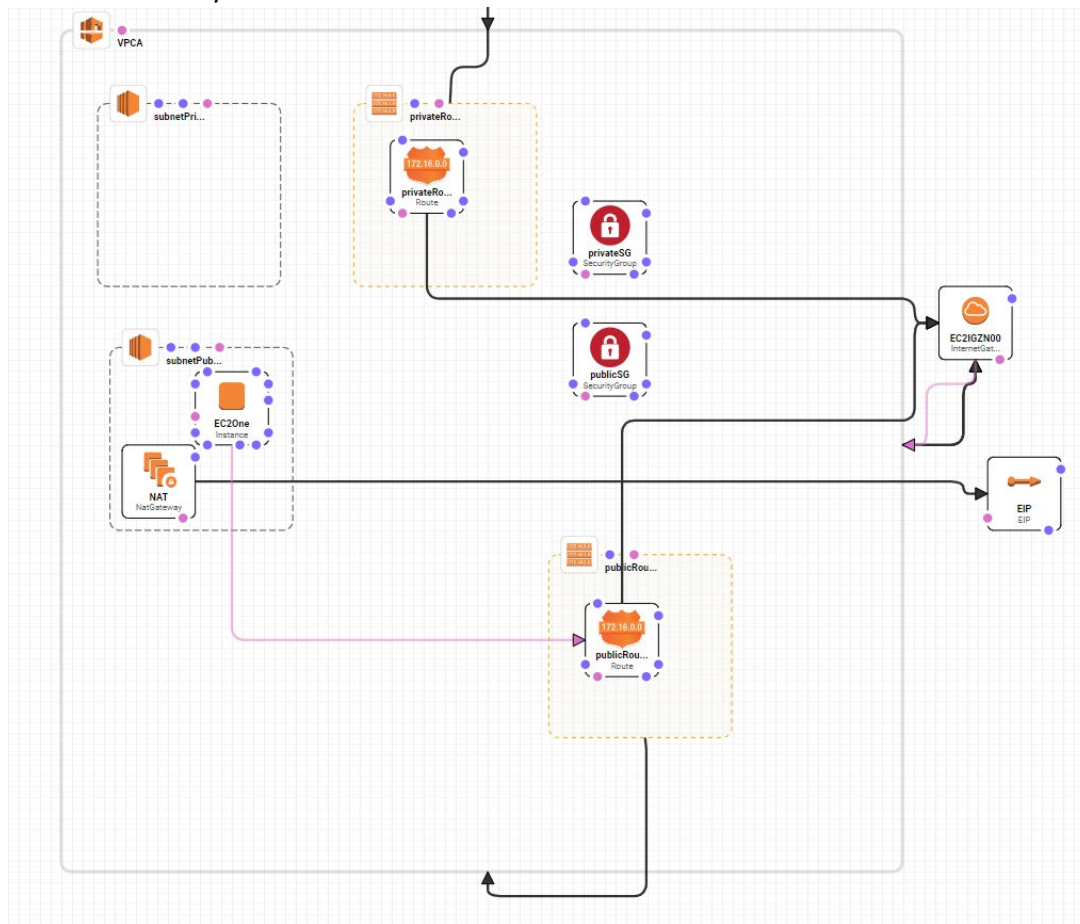 VPCA
subnetPri...
privateRo...
172.16.0.0
privateRo...
Route
privateSG
SecurityGroup
EC2IGZN00
InternetGat...
publicSG
SecurityGroup
subnetPub...
EC2One
Instance
NAT
NatGateway
EIP
EIP
publicRou...
172.16.0.0
publicRou...
Route